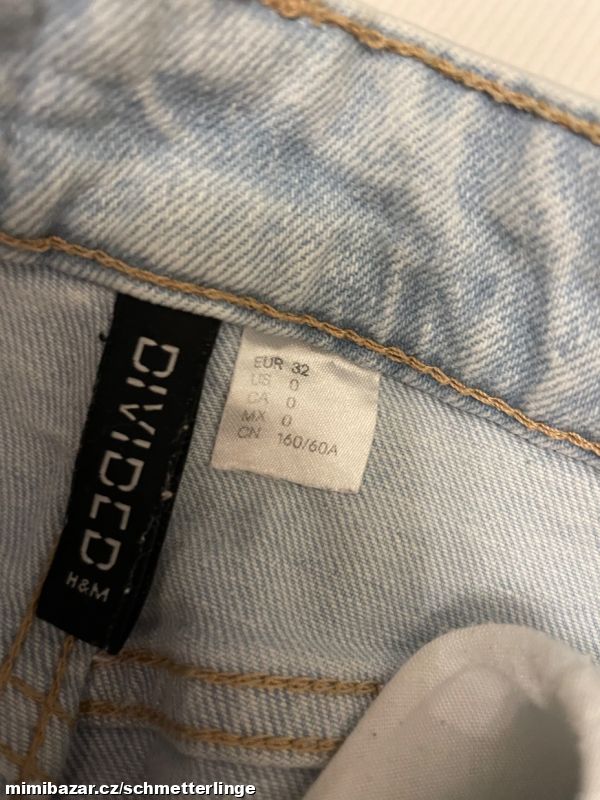 DIVIDED
H&M
EUR 32
US 0
CA 0
MX 0
CN 160/60A
mimibazar.cz/schmetterlinge